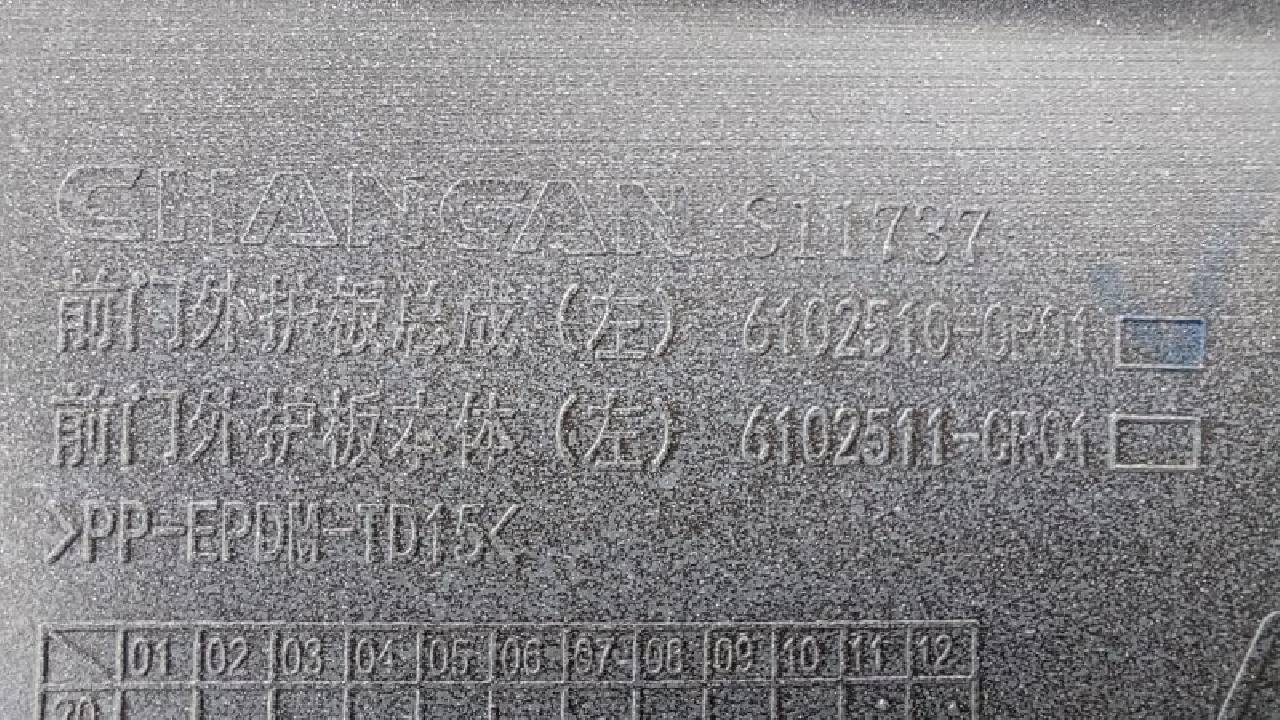 CHANGAN S11737
前门外护板总成（左） 6102510-GR01
前门外护板本体（左） 6102511-GR01
>PP-EPDM-TD15<
01 02 03 04 05 06 07 08 09 10 11 12
20